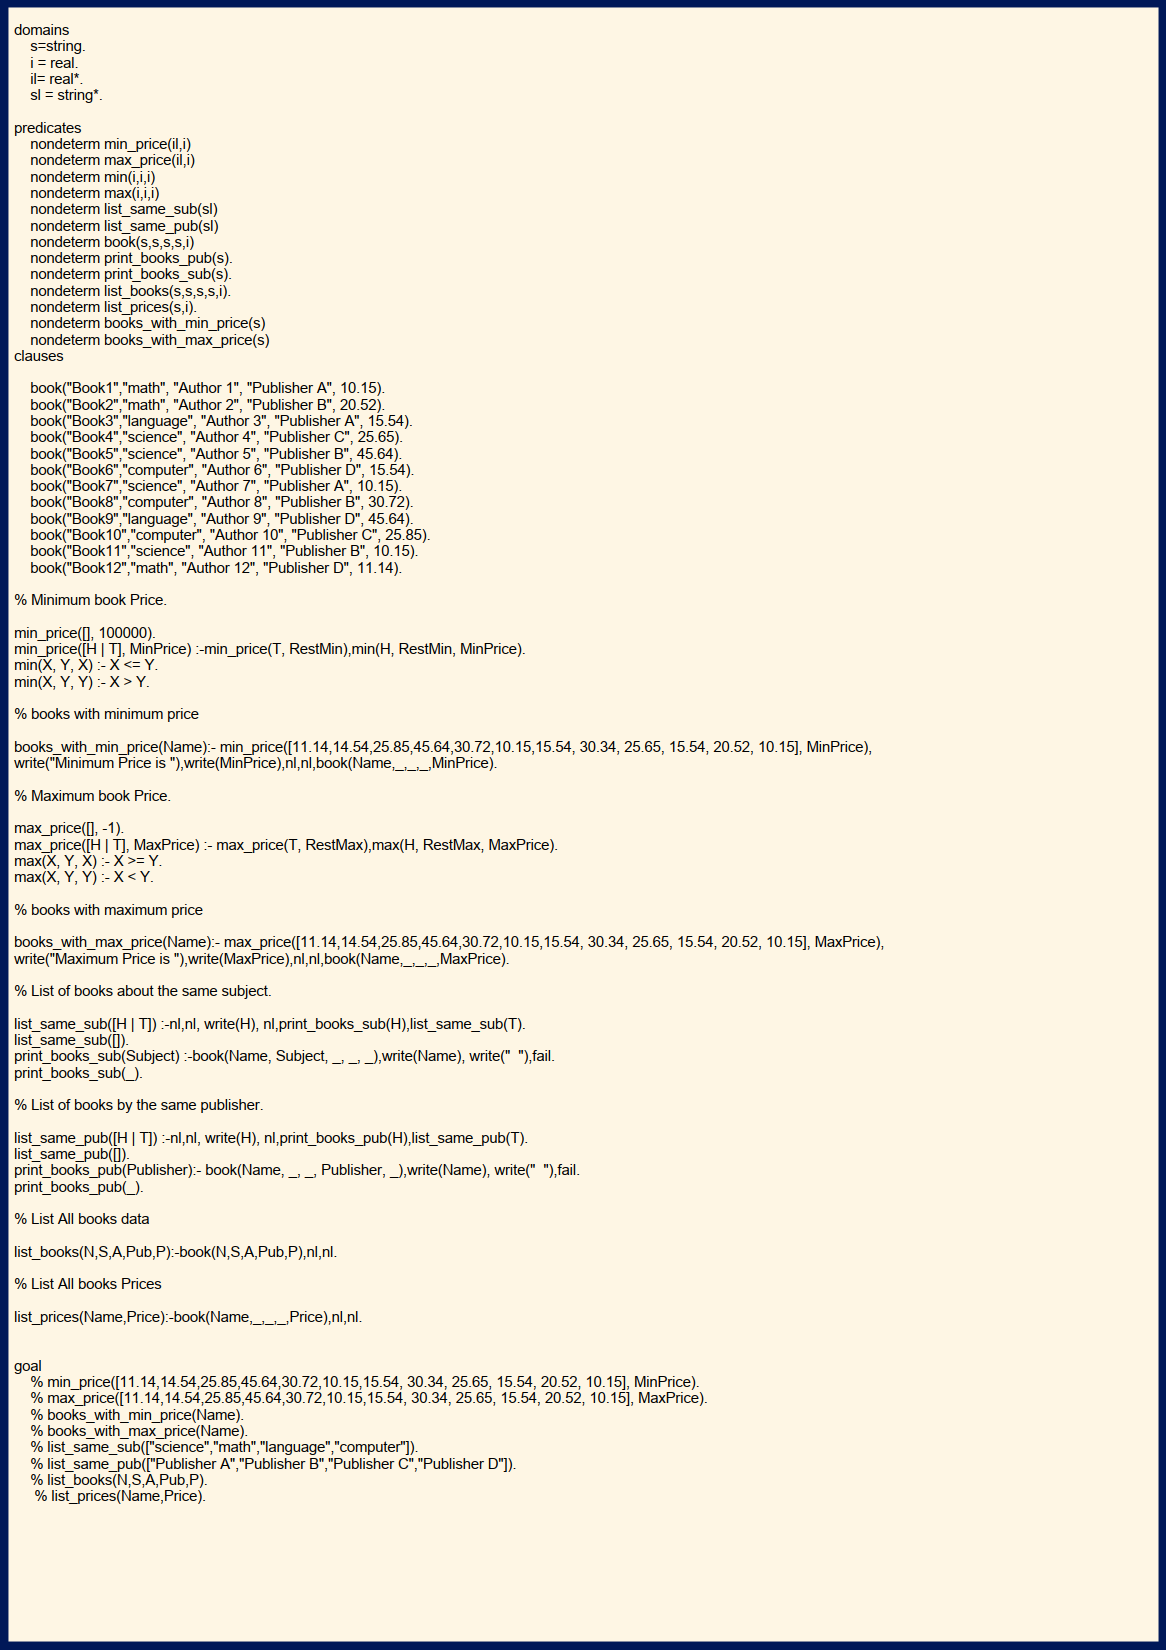 domains
s=string.
i = real.
il= real*.
sl = string*.
predicates
nondeterm min_price(il,i)
nondeterm max_price(il,i)
nondeterm min(i,i,i)
nondeterm max(i,i,i)
nondeterm list_same_sub(sl)
nondeterm list_same_pub(sl)
nondeterm book(s,s,s,s,i)
nondeterm print_books_pub(s).
nondeterm print_books_sub(s).
nondeterm list_books(s,s,s,s,i).
nondeterm list_prices(s,i).
nondeterm books_with_min_price(s)
nondeterm books_with_max_price(s)
clauses
book("Book1","math", "Author 1", "Publisher A", 10.15).
book("Book2","math", "Author 2", "Publisher B", 20.52).
book("Book3","language", "Author 3", "Publisher A", 15.54).
book("Book4","science", "Author 4", "Publisher C", 25.65).
book("Book5","science", "Author 5", "Publisher B", 45.64).
book("Book6","computer", "Author 6", "Publisher D", 15.54).
book("Book7","science", "Author 7", "Publisher A", 10.15).
book("Book8","computer", "Author 8", "Publisher B", 30.72).
book("Book9","language", "Author 9", "Publisher D", 45.64).
book("Book10","computer", "Author 10", "Publisher C", 25.85).
book("Book11","science", "Author 11", "Publisher B", 10.15).
book("Book12","math", "Author 12", "Publisher D", 11.14).
% Minimum book Price.
min_price([], 100000).
min_price([H | T], MinPrice) :-min_price(T, RestMin),min(H, RestMin, MinPrice).
min(X, Y, X) :- X <= Y.
min(X, Y, Y) :- X > Y.
% books with minimum price
books_with_min_price(Name):- min_price([11.14,14.54,25.85,45.64,30.72,10.15,15.54, 30.34, 25.65, 15.54, 20.52, 10.15], MinPrice),
write("Minimum Price is "),write(MinPrice),nl,nl,book(Name,_,_,_,MinPrice).
% Maximum book Price.
max_price([], -1).
max_price([H | T], MaxPrice) :- max_price(T, RestMax),max(H, RestMax, MaxPrice).
max(X, Y, X) :- X >= Y.
max(X, Y, Y) :- X < Y.
% books with maximum price
books_with_max_price(Name):- max_price([11.14,14.54,25.85,45.64,30.72,10.15,15.54, 30.34, 25.65, 15.54, 20.52, 10.15], MaxPrice),
write("Maximum Price is "),write(MaxPrice),nl,nl,book(Name,_,_,_,MaxPrice).
% List of books about the same subject.
list_same_sub([H | T]) :-nl,nl, write(H), nl,print_books_sub(H),list_same_sub(T).
list_same_sub([]).
print_books_sub(Subject) :-book(Name, Subject, _, _, _),write(Name), write("  "),fail.
print_books_sub(_).
% List of books by the same publisher.
list_same_pub([H | T]) :-nl,nl, write(H), nl,print_books_pub(H),list_same_pub(T).
list_same_pub([]).
print_books_pub(Publisher):- book(Name, _, _, Publisher, _),write(Name), write("  "),fail.
print_books_pub(_).
% List All books data
list_books(N,S,A,Pub,P):-book(N,S,A,Pub,P),nl,nl.
% List All books Prices
list_prices(Name,Price):-book(Name,_,_,_,Price),nl,nl.
goal
% min_price([11.14,14.54,25.85,45.64,30.72,10.15,15.54, 30.34, 25.65, 15.54, 20.52, 10.15], MinPrice).
% max_price([11.14,14.54,25.85,45.64,30.72,10.15,15.54, 30.34, 25.65, 15.54, 20.52, 10.15], MaxPrice).
% books_with_min_price(Name).
% books_with_max_price(Name).
% list_same_sub(["science","math","language","computer"]).
% list_same_pub(["Publisher A","Publisher B","Publisher C","Publisher D"]).
% list_books(N,S,A,Pub,P).
% list_prices(Name,Price).